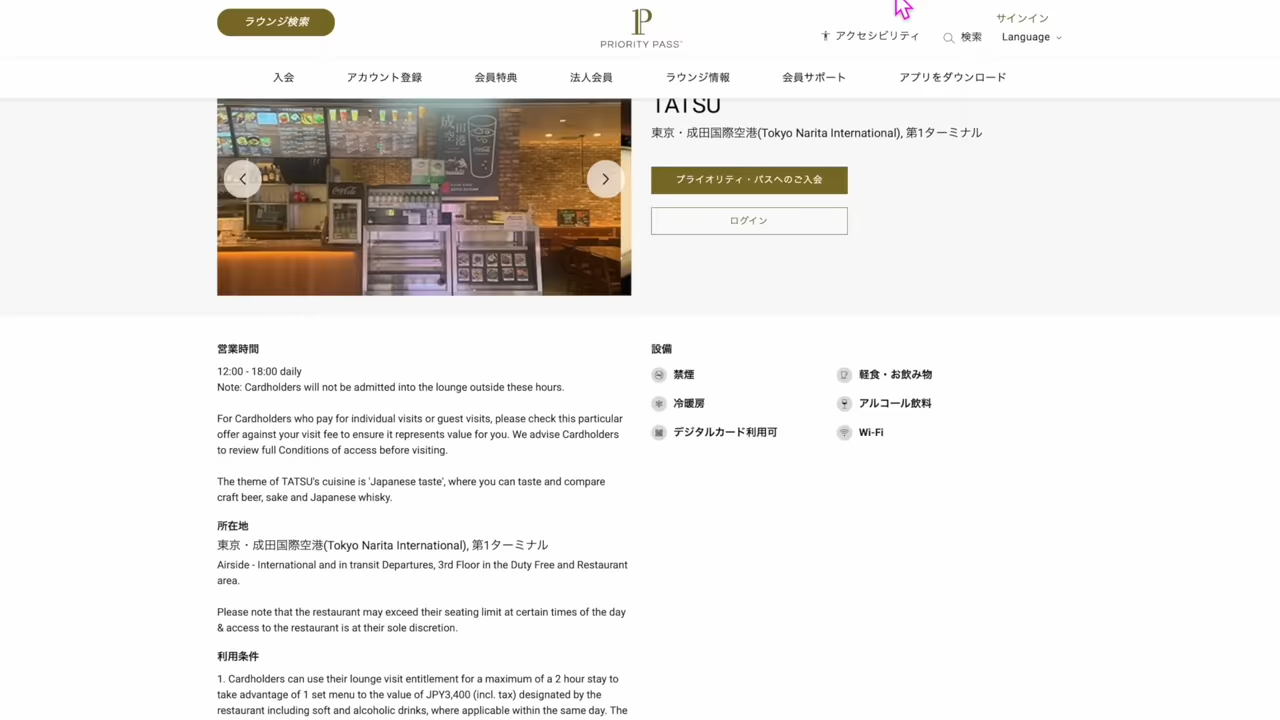 ラウンジ検索
PRIORITY PASS
アクセシビリティ
検索
サインイン
Language
入会
アカウント登録
会員特典
法人会員
ラウンジ情報
会員サポート
アプリをダウンロード
TATSU
東京・成田国際空港(Tokyo Narita International), 第1ターミナル
プライオリティ・パスへのご入会
ログイン
成田
空港
Coca-Cola
営業時間
12:00 - 18:00 daily
Note: Cardholders will not be admitted into the lounge outside these hours.
For Cardholders who pay for individual visits or guest visits, please check this particular
offer against your visit fee to ensure it represents value for you. We advise Cardholders
to review full Conditions of access before visiting.
The theme of TATSU's cuisine is 'Japanese taste', where you can taste and compare
craft beer, sake and Japanese whisky.
所在地
東京・成田国際空港(Tokyo Narita International), 第1ターミナル
Airside - International and in transit Departures, 3rd Floor in the Duty Free and Restaurant
area.
Please note that the restaurant may exceed their seating limit at certain times of the day
& access to the restaurant is at their sole discretion.
利用条件
1. Cardholders can use their lounge visit entitlement for a maximum of a 2 hour stay to
take advantage of 1 set menu to the value of JPY3,400 (incl. tax) designated by the
restaurant including soft and alcoholic drinks, where applicable within the same day. The
設備
禁煙
軽食・お飲み物
冷暖房
アルコール飲料
デジタルカード利用可
Wi-Fi